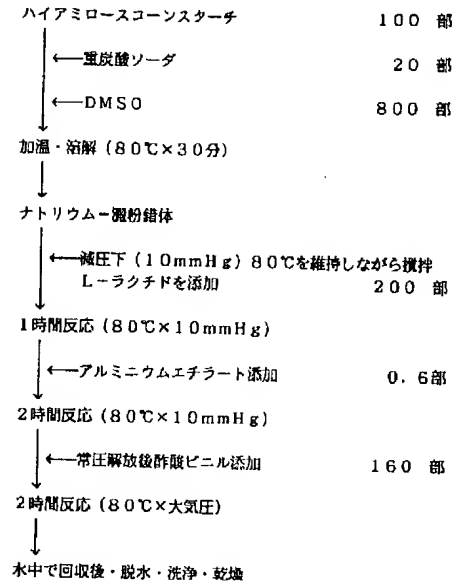 ハイアミロースコーンスターチ 100 部
←重炭酸ソーダ 20 部
←DMSO 800 部
加温・溶解(80℃×30分)
ナトリウム-澱粉錯体
←減圧下(10mmHg)80℃を維持しながら撹拌
L-ラクチドを添加 200 部
1時間反応(80℃×10mmHg)
←アルミニウムエチラート添加 0.6部
2時間反応(80℃×10mmHg)
←常圧解放後酢酸ビニル添加 160 部
2時間反応(80℃×大気圧)
水中で回収後・脱水・洗浄・乾燥